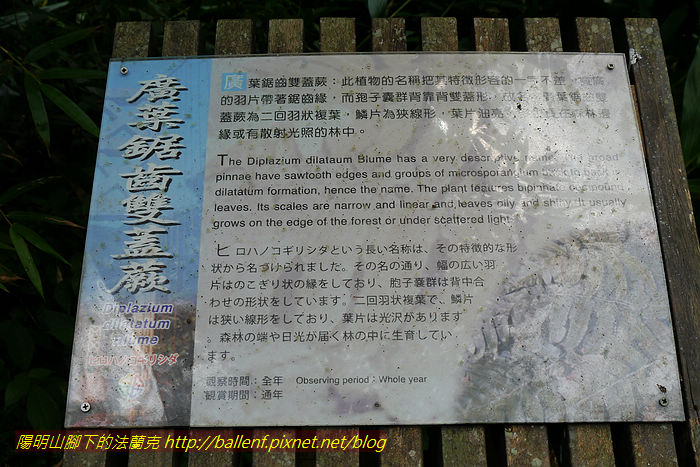 廣葉鋸齒雙蓋蕨
Diplazium
dilatatum
Blume
ヒロハノコギリシダ
廣葉鋸齒雙蓋蕨：此植物的名稱把其特徵形容的一字不差，寬廣
的羽片帶著鋸齒緣，而孢子囊群背靠背雙蓋形，
蓋蕨為二回羽狀複葉，鱗片為狹線形，葉片油亮，
緣或有散射光照的林中。
The Diplazium dilataum Blume has a very descriptive name. The broad
pinnae have sawtooth edges and groups of microsporangium back to back in
dilatatum formation, hence the name. The plant features bipinnate compound
leaves. Its scales are narrow and linear and leaves oily and shiny. It usually
grows on the edge of the forest or under scattered light.
ヒロハノコギリシダという長い名称は、その特徴的な形
状から名づけられました。その名の通り、幅の広い羽
片はのこぎり状の縁をしており、胞子嚢群は背中合
わせの形状をしています。二回羽状複葉で、鱗片
は狭い線形をしており、葉片は光沢があります
。森林の端や日光が届く林の中に生育してい
ます。
觀察時間：全年 Observing period：Whole year
観賞期間：通年
陽明山腳下的法蘭克 http://ballenf.pixnet.net/blog